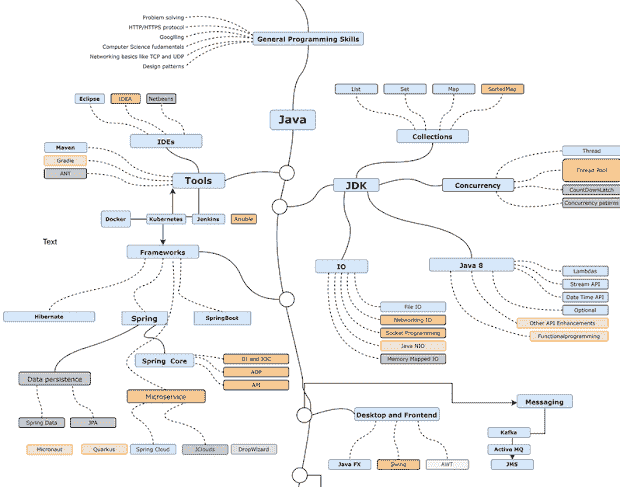 Problem solving
HTTP/HTTPS protocol
Googlling
Computer Science fudamentals
Networking basics like TCP and UDP
Design patterns
General Programming Skills
Java
List
Set
Map
SortedMap
Collections
Eclipse
IDEA
Netbeans
IDEs
Maven
Gradle
ANT
Tools
JDK
Concurrency
Thread
Thread Pool
CountDownLatch
Concurrency patterns
Docker
Kubernetes
Jenkins
Text
Frameworks
IO
Java 8
Lambdas
Stream API
Date Time API
Optional
Other API Enhancements
Functionalprogramming
File IO
Networking IO
Socket Programming
Java NIO
Memory Mapped IO
Hibernate
Spring
SpringBook
Spring Core
DI and IOC
AOP
API
Data persistence
Microservice
Spring Data
JPA
Micronaut
Quarkus
Spring Cloud
JClouds
DropWizard
Desktop and Frontend
Java FX
Swing
AWT
Messaging
Kafka
Active MQ
JMS